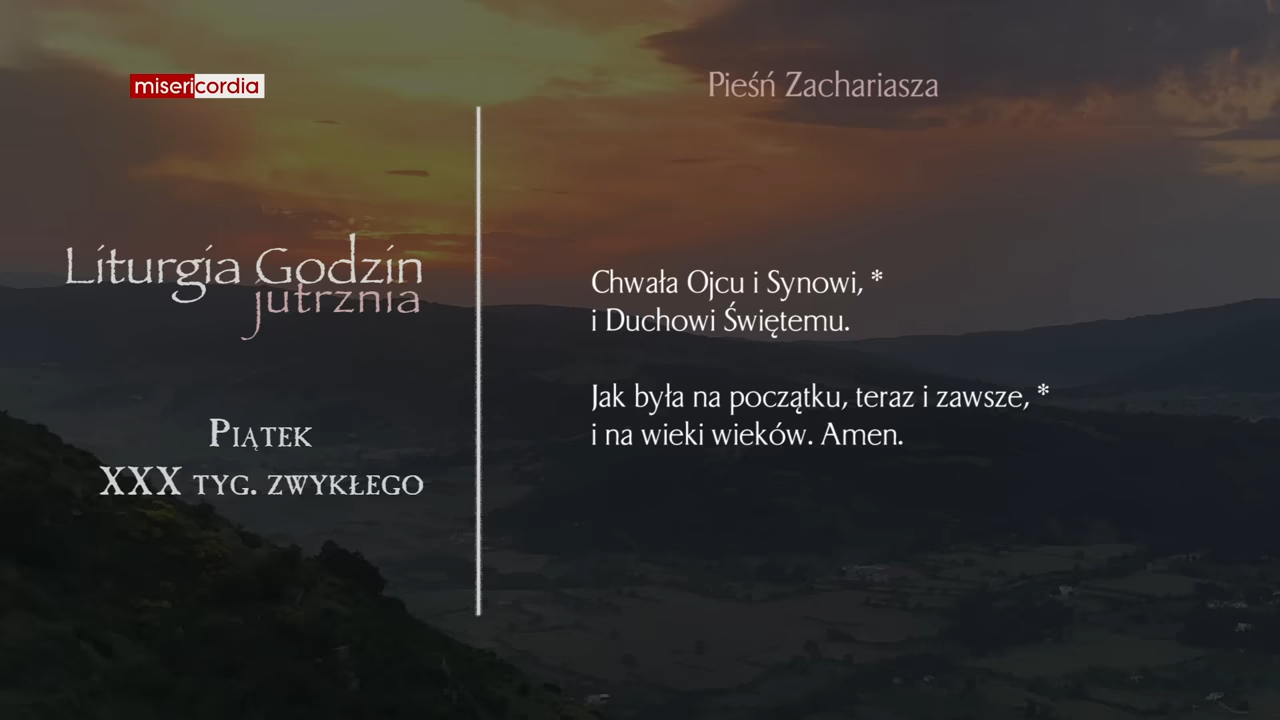 misericordia
Pieśń Zachariasza
Liturgia Godzin
jutrznia
Piątek
XXX tyg. zwykłego
Chwała Ojcu i Synowi, *
i Duchowi Świętemu.
Jak była na początku, teraz i zawsze, *
i na wieki wieków. Amen.